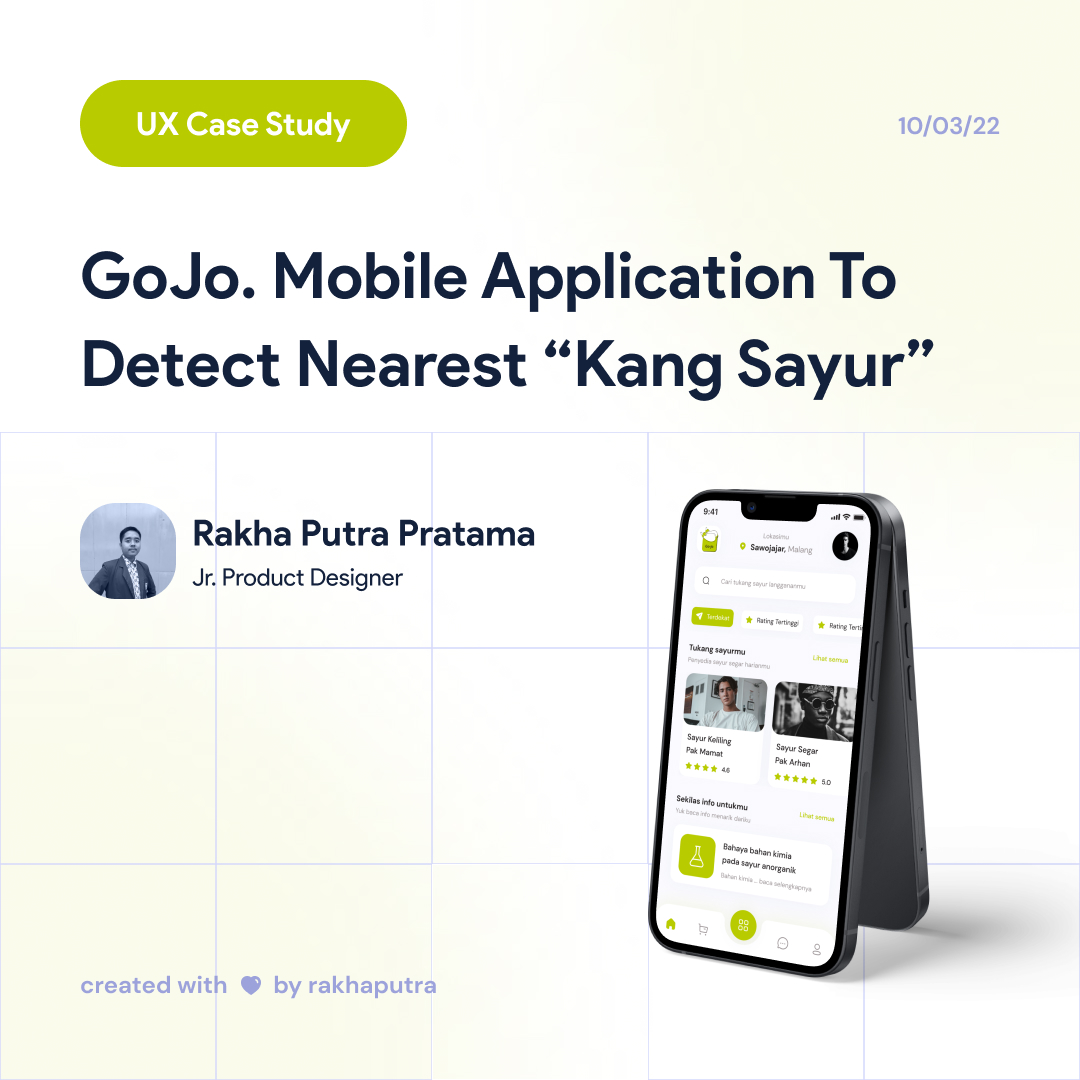 UX Case Study
10/03/22
GoJo. Mobile Application To
Detect Nearest “Kang Sayur”
Rakha Putra Pratama
Jr. Product Designer
9:41
Lokasimu
Sawojajar, Malang
Cari tukang sayur langgananmu
Terdekat
Rating Tertinggi
Rating Terti
Tukang sayurmu
Lihat semua
Penyedia sayur segar harianmu
Sayur Keliling
Pak Mamat
4.6
Sayur Segar
Pak Arhan
5.0
Sekilas info untukmu
Lihat semua
Yuk baca info menarik dariku
Bahaya bahan kimia
pada sayur anorganik
Bahan kimia .. baca selengkapnya
created with by rakhaputra